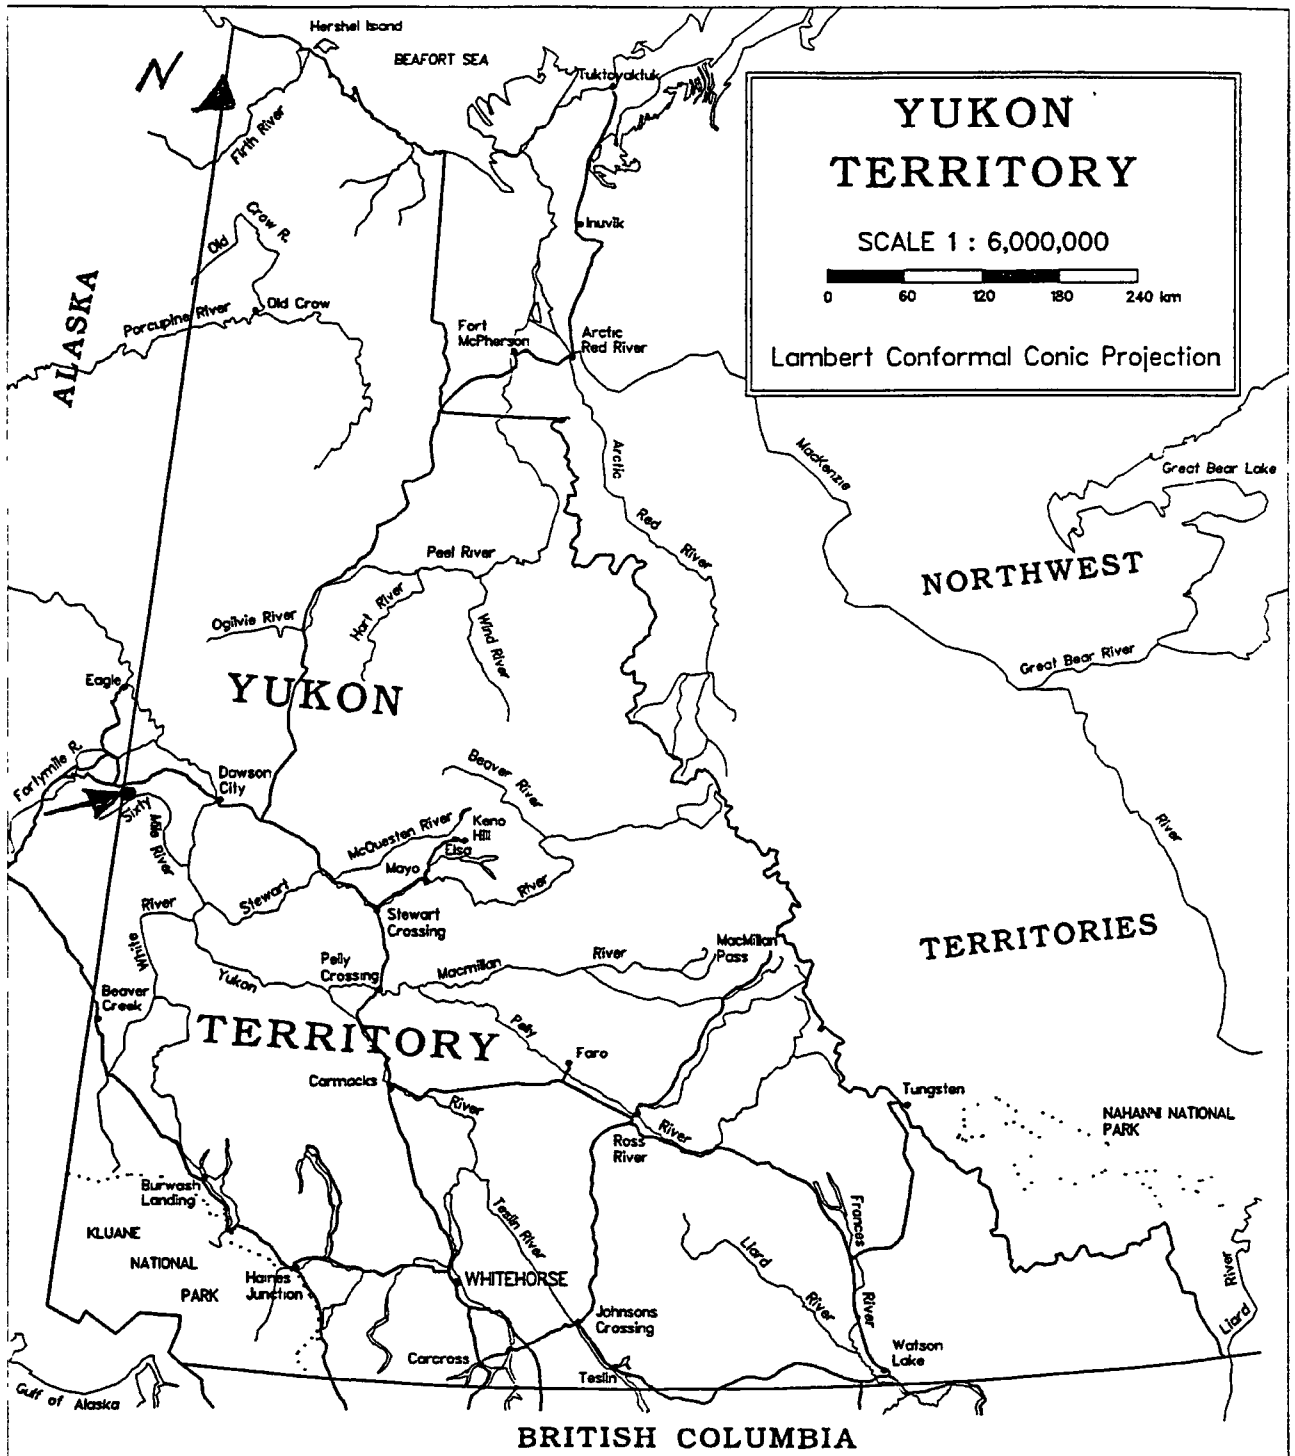 Hershel Island
BEAFORT SEA
Tuktoyaktuk
N
YUKON
TERRITORY
SCALE 1 : 6,000,000
0 60 120 180 240 km
Lambert Conformal Conic Projection
Firth River
Old Crow R.
Inuvik
ALASKA
Porcupine River
Old Crow
Fort
McPherson
Arctic
Red River
Arctic Red River
MacKenzie
Great Bear Lake
Peel River
NORTHWEST
Ogilvie River
Hart River
Wind River
Great Bear River
Eagle
YUKON
Fortymile R.
Dawson
City
Beaver River
Sixty
Mile River
McQuesten River
Keno
Hill
Elsa
Mayo
River
River
Stewart
River
Stewart
Crossing
TERRITORIES
White
River
MacMillan
Pass
Pelly
Crossing
Macmillan
River
Yukon
Beaver
Creek
TERRITORY
Pelly
Faro
Carmacks
River
Tungsten
NAHANNI NATIONAL
PARK
Ross
River
River
Burwash
Landing
Teslin River
Frances
River
KLUANE
NATIONAL
PARK
Liard
River
Liard
River
Haines
Junction
WHITEHORSE
Johnsons
Crossing
Carcross
Teslin
Watson
Lake
Gulf of Alaska
BRITISH COLUMBIA